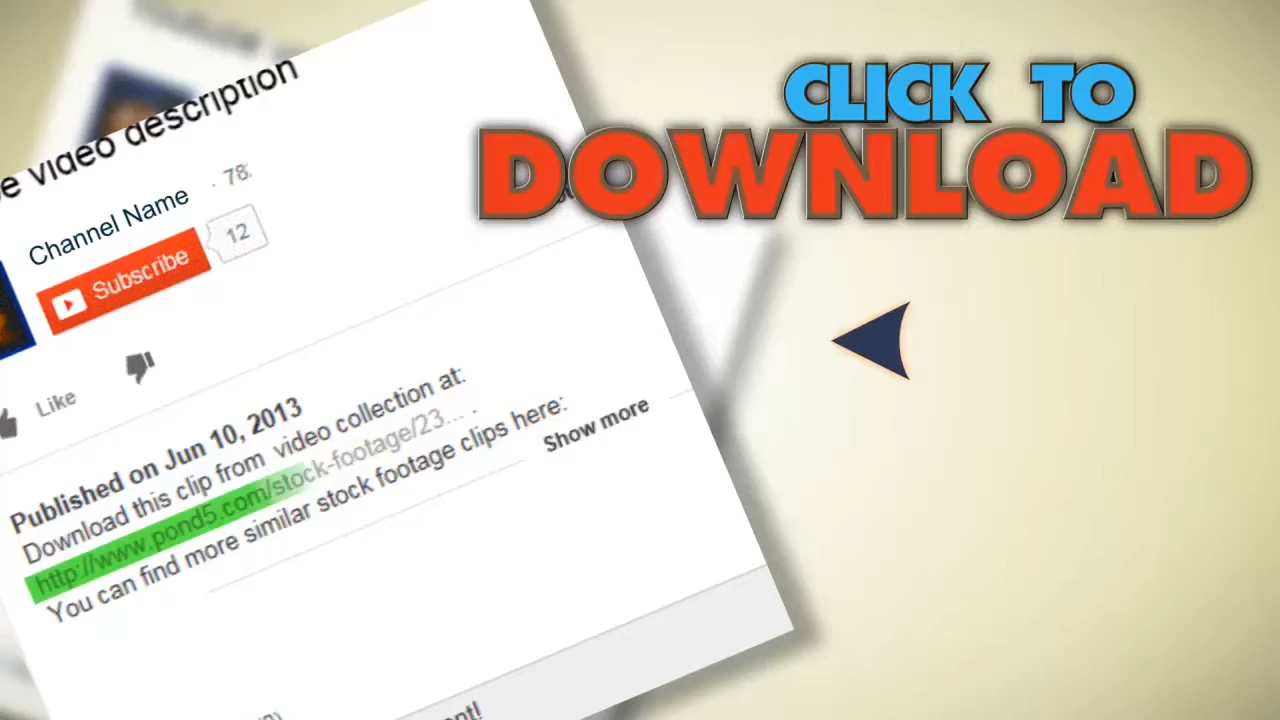 CLICK TO
DOWNLOAD
video description
Channel Name
78
Subscribe
12
Like
Published on Jun 10, 2013
Download this clip from video collection at:
http://www.pond5.com/stock-footage/23...
You can find more similar stock footage clips here:
Show more